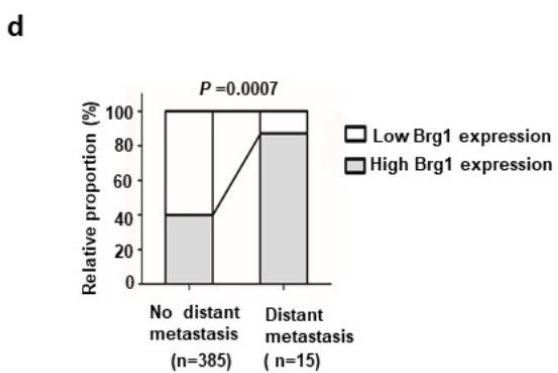 d
P =0.0007
Relative proportion (%)
100
80
60
40
20
0
Low Brg1 expression
High Brg1 expression
No distant
metastasis
(n=385)
Distant
metastasis
( n=15)